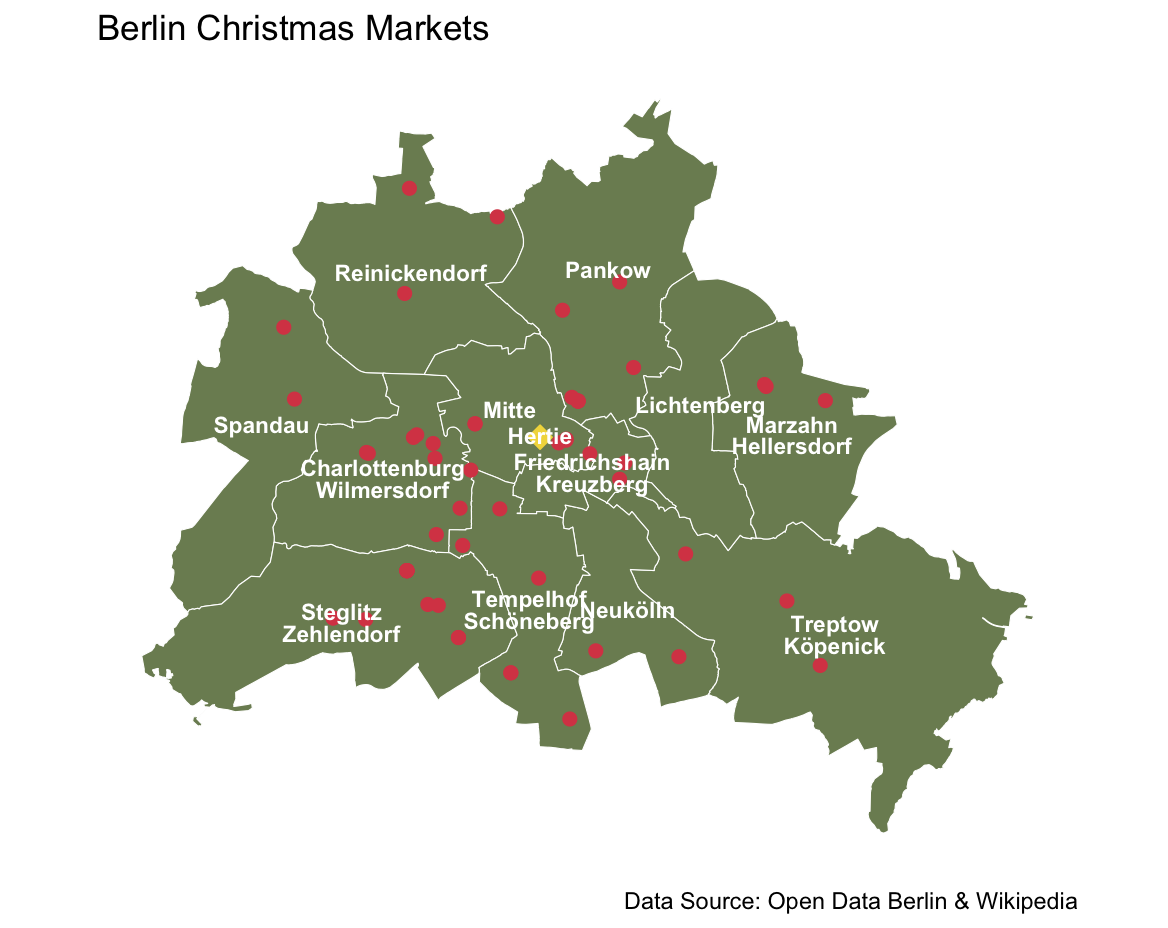 Berlin Christmas Markets
Reinickendorf
Pankow
Spandau
Mitte
Lichtenberg
Marzahn
Hellersdorf
Hertie
Charlottenburg
Wilmersdorf
Friedrichshain
Kreuzberg
Steglitz
Zehlendorf
Tempelhof
Schöneberg
Neukölln
Treptow
Köpenick
Data Source: Open Data Berlin & Wikipedia